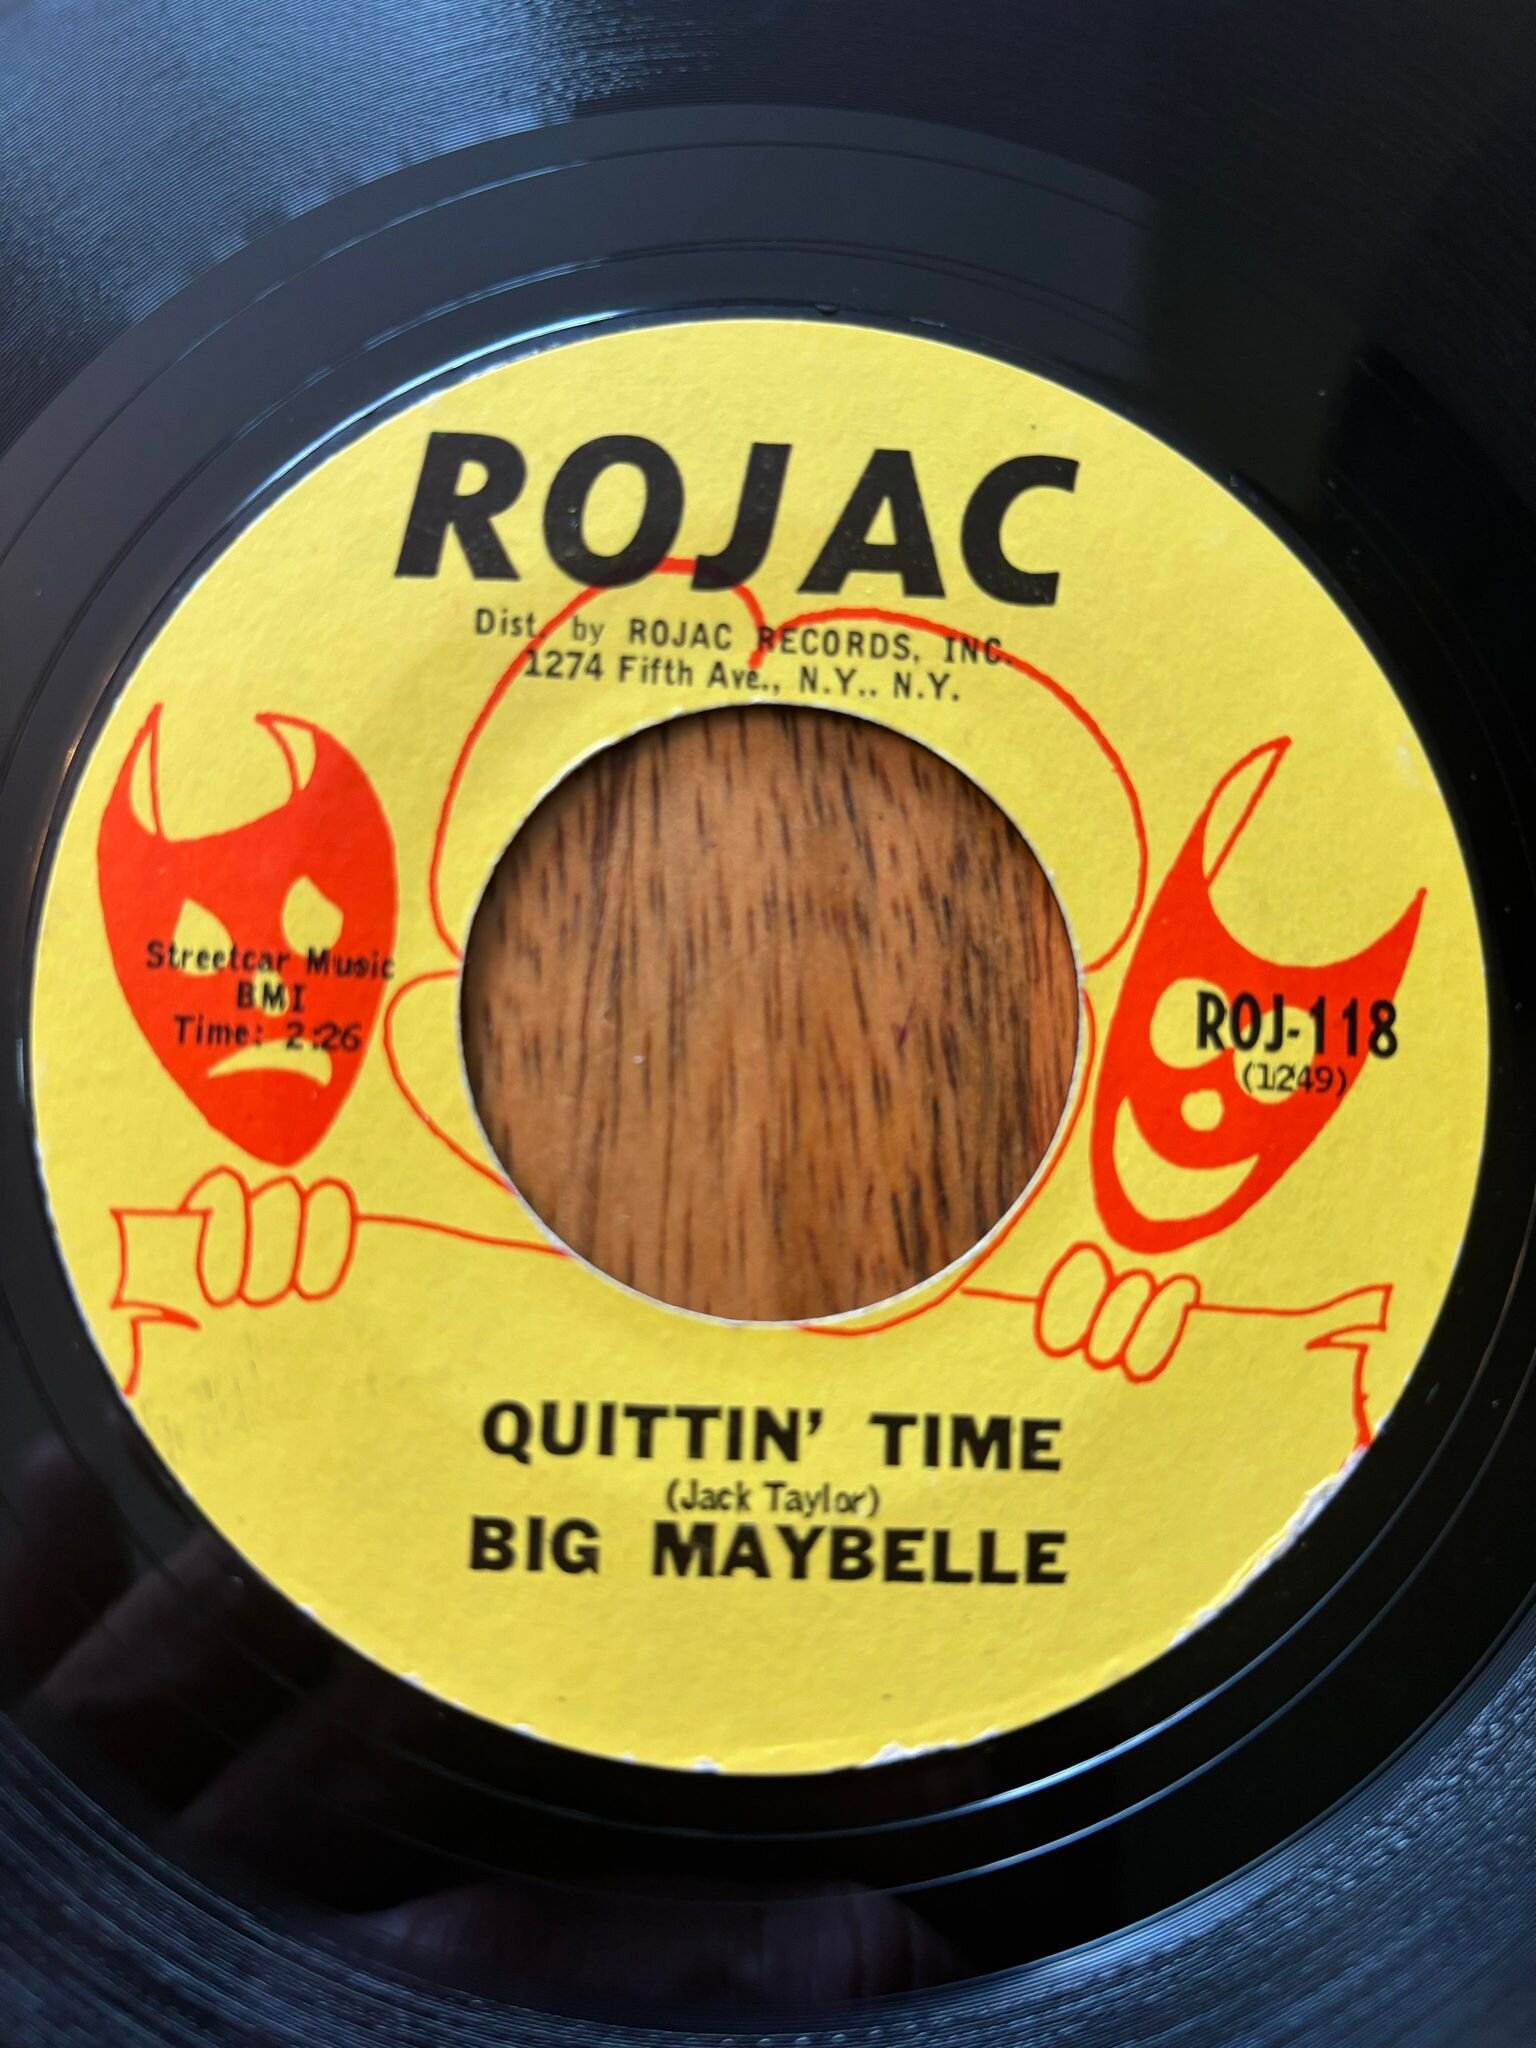 ROJAC
Dist. by ROJAC RECORDS, INC.
1274 Fifth Ave., N.Y.. N.Y.
Streetcar Music
BMI
Time: 2:26
ROJ-118
(1249)
QUITTIN' TIME
(Jack Taylor)
BIG MAYBELLE